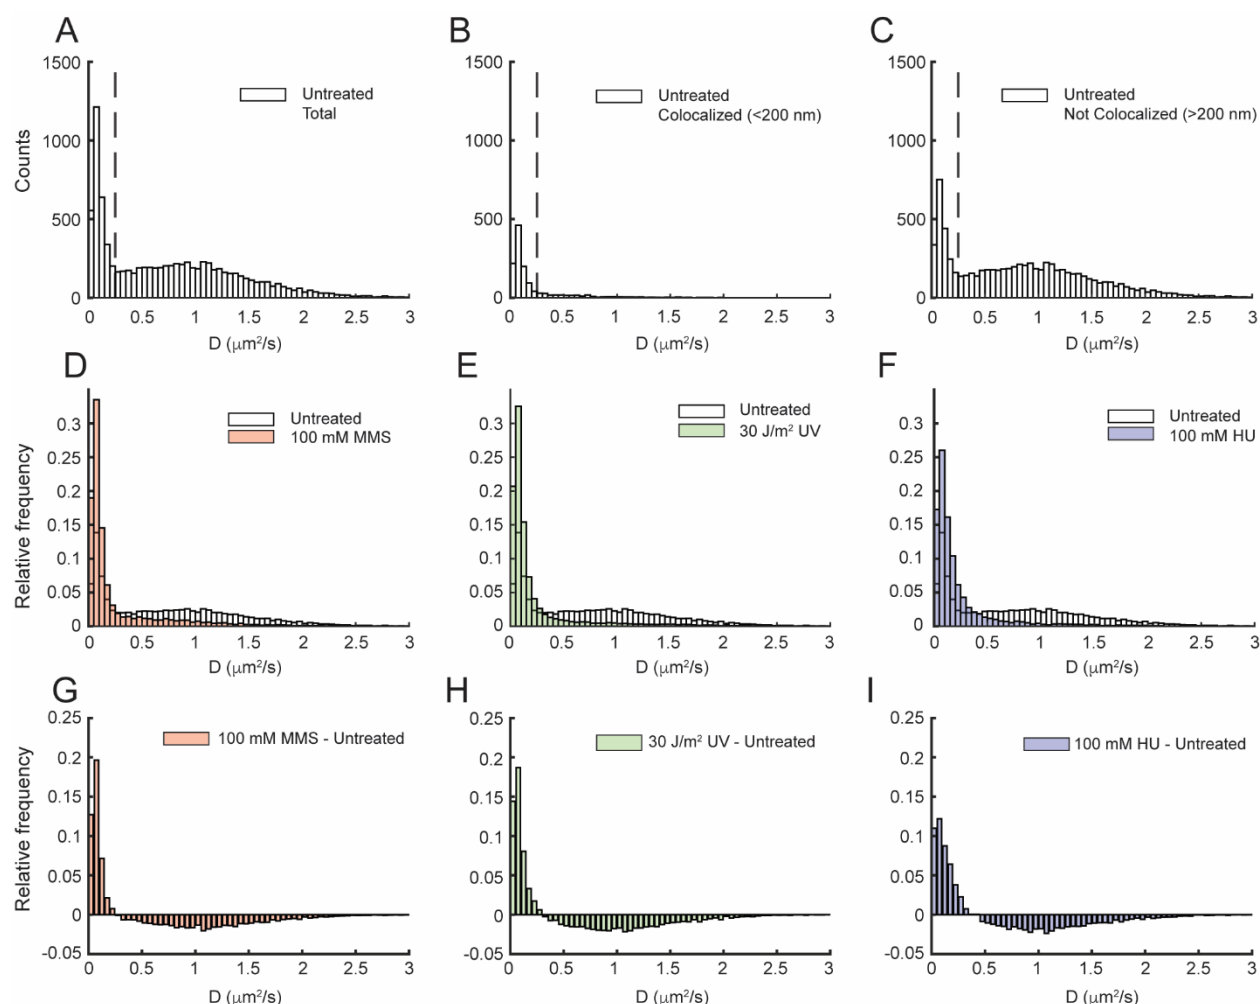 A
1500
1000
500
0
Counts
Untreated
Total
0 0.5 1 1.5 2 2.5 3
D (μm²/s)
B
1500
1000
500
0
Untreated
Colocalized (<200 nm)
0 0.5 1 1.5 2 2.5 3
D (μm²/s)
C
1500
1000
500
0
Untreated
Not Colocalized (>200 nm)
0 0.5 1 1.5 2 2.5 3
D (μm²/s)
D
0.3
0.25
0.2
0.15
0.1
0.05
0
Relative frequency
Untreated
100 mM MMS
0 0.5 1 1.5 2 2.5 3
D (μm²/s)
E
0.3
0.25
0.2
0.15
0.1
0.05
0
Untreated
30 J/m² UV
0 0.5 1 1.5 2 2.5 3
D (μm²/s)
F
0.3
0.25
0.2
0.15
0.1
0.05
0
Untreated
100 mM HU
0 0.5 1 1.5 2 2.5 3
D (μm²/s)
G
0.25
0.2
0.15
0.1
0.05
0
-0.05
Relative frequency
100 mM MMS - Untreated
0 0.5 1 1.5 2 2.5 3
D (μm²/s)
H
0.25
0.2
0.15
0.1
0.05
0
-0.05
30 J/m² UV - Untreated
0 0.5 1 1.5 2 2.5 3
D (μm²/s)
I
0.25
0.2
0.15
0.1
0.05
0
-0.05
100 mM HU - Untreated
0 0.5 1 1.5 2 2.5 3
D (μm²/s)